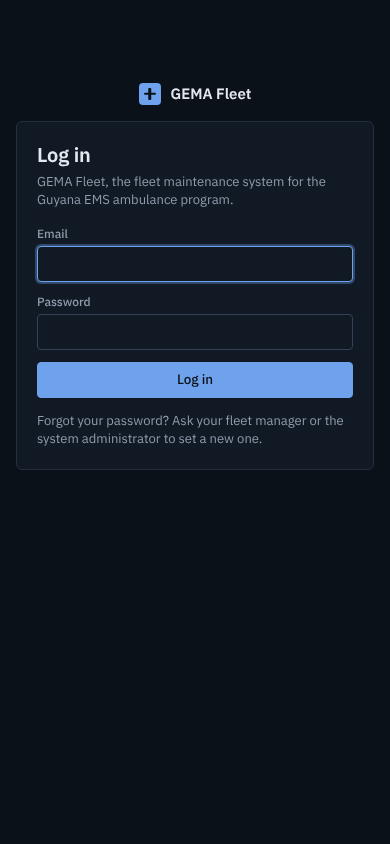 GEMA Fleet
Log in
GEMA Fleet, the fleet maintenance system for the
Guyana EMS ambulance program.
Email
Password
Log in
Forgot your password? Ask your fleet manager or the
system administrator to set a new one.